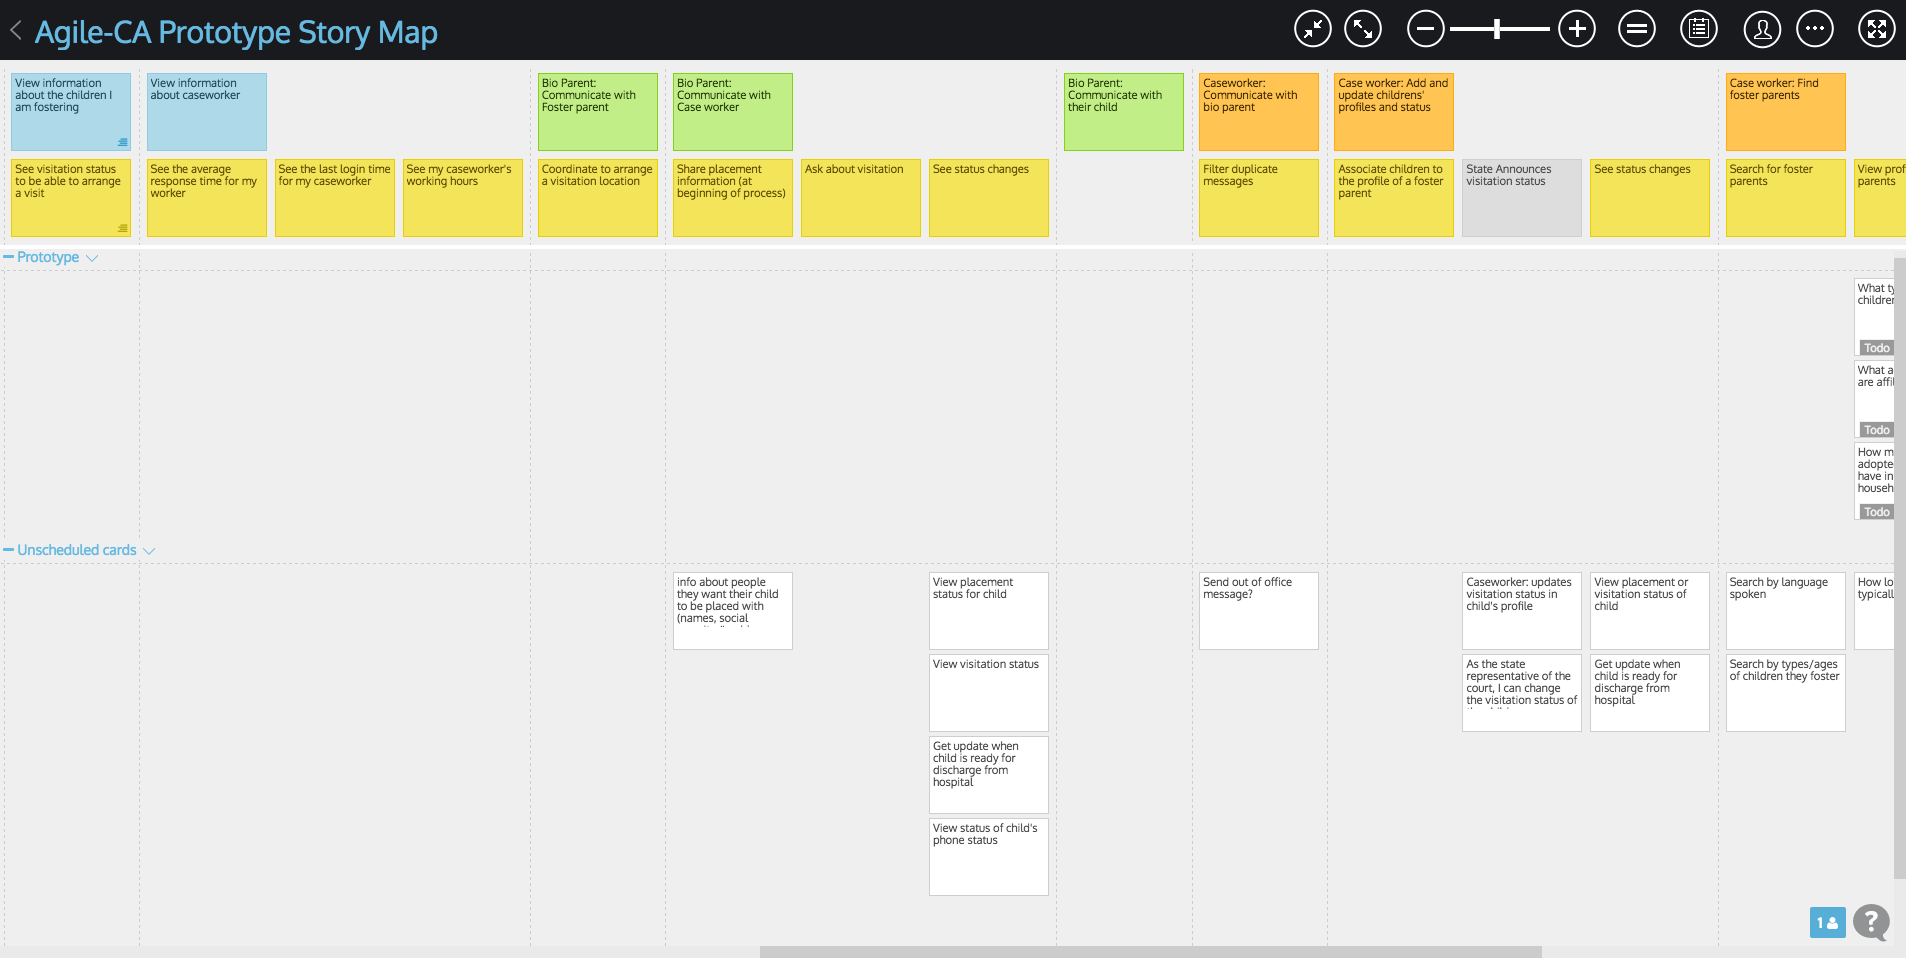 Agile-CA Prototype Story Map
View information
about the children I
am fostering
View information
about caseworker
Bio Parent:
Communicate with
Foster parent
Bio Parent:
Communicate with
Case worker
Bio Parent:
Communicate with
their child
Caseworker:
Communicate with
bio parent
Case worker: Add and
update childrens'
profiles and status
Case worker: Find
foster parents
See visitation status
to be able to arrange
a visit
See the average
response time for my
worker
See the last login time
for my caseworker
See my caseworker's
working hours
Coordinate to arrange
a visitation location
Share placement
information (at
beginning of process)
Ask about visitation
See status changes
Filter duplicate
messages
Associate children to
the profile of a foster
parent
State Announces
visitation status
See status changes
Search for foster
parents
View prof
parents
Prototype
What ty
children
Todo
What a
are affil
Todo
How m
adopte
have in
househ
Todo
Unscheduled cards
info about people
they want their child
to be placed with
(names, social
View placement
status for child
View visitation status
Get update when
child is ready for
discharge from
hospital
View status of child's
phone status
Send out of office
message?
Caseworker: updates
visitation status in
child's profile
As the state
representative of the
court, I can change
the visitation status of
View placement or
visitation status of
child
Get update when
child is ready for
discharge from
hospital
Search by language
spoken
Search by types/ages
of children they foster
How lo
typicall
1
?